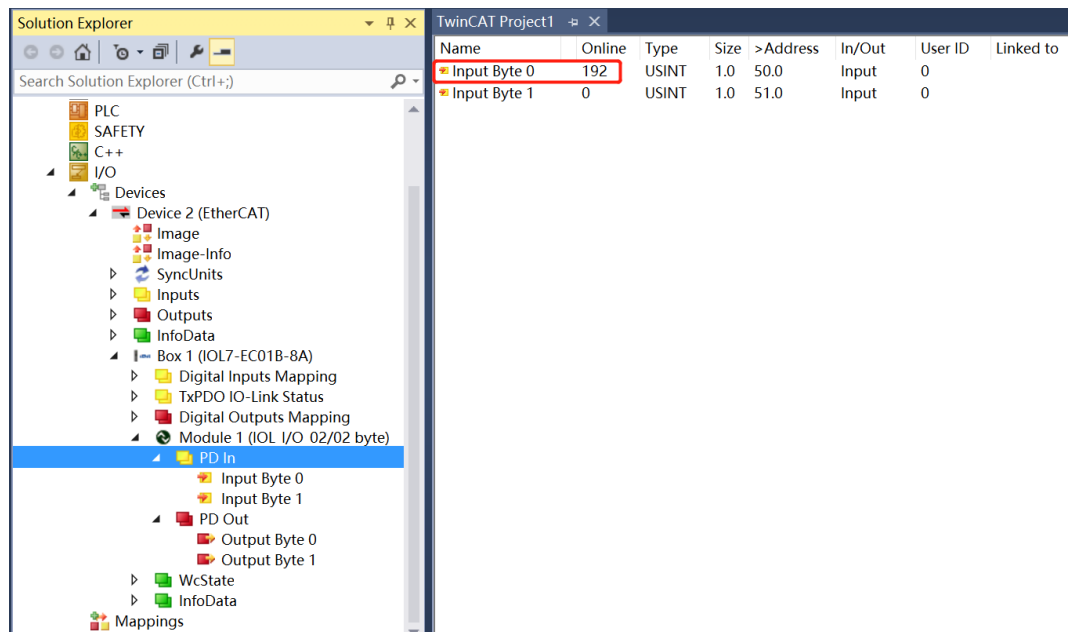 Solution Explorer
Search Solution Explorer (Ctrl+;)
PLC
SAFETY
C++
I/O
Devices
Device 2 (EtherCAT)
Image
Image-Info
SyncUnits
Inputs
Outputs
InfoData
Box 1 (IOL7-EC01B-8A)
Digital Inputs Mapping
TxPDO IO-Link Status
Digital Outputs Mapping
Module 1 (IOL_I/O_02/02 byte)
PD In
Input Byte 0
Input Byte 1
PD Out
Output Byte 0
Output Byte 1
WcState
InfoData
Mappings
TwinCAT Project1
Name Online Type Size >Address In/Out User ID Linked to
Input Byte 0 192 USINT 1.0 50.0 Input 0
Input Byte 1 0 USINT 1.0 51.0 Input 0